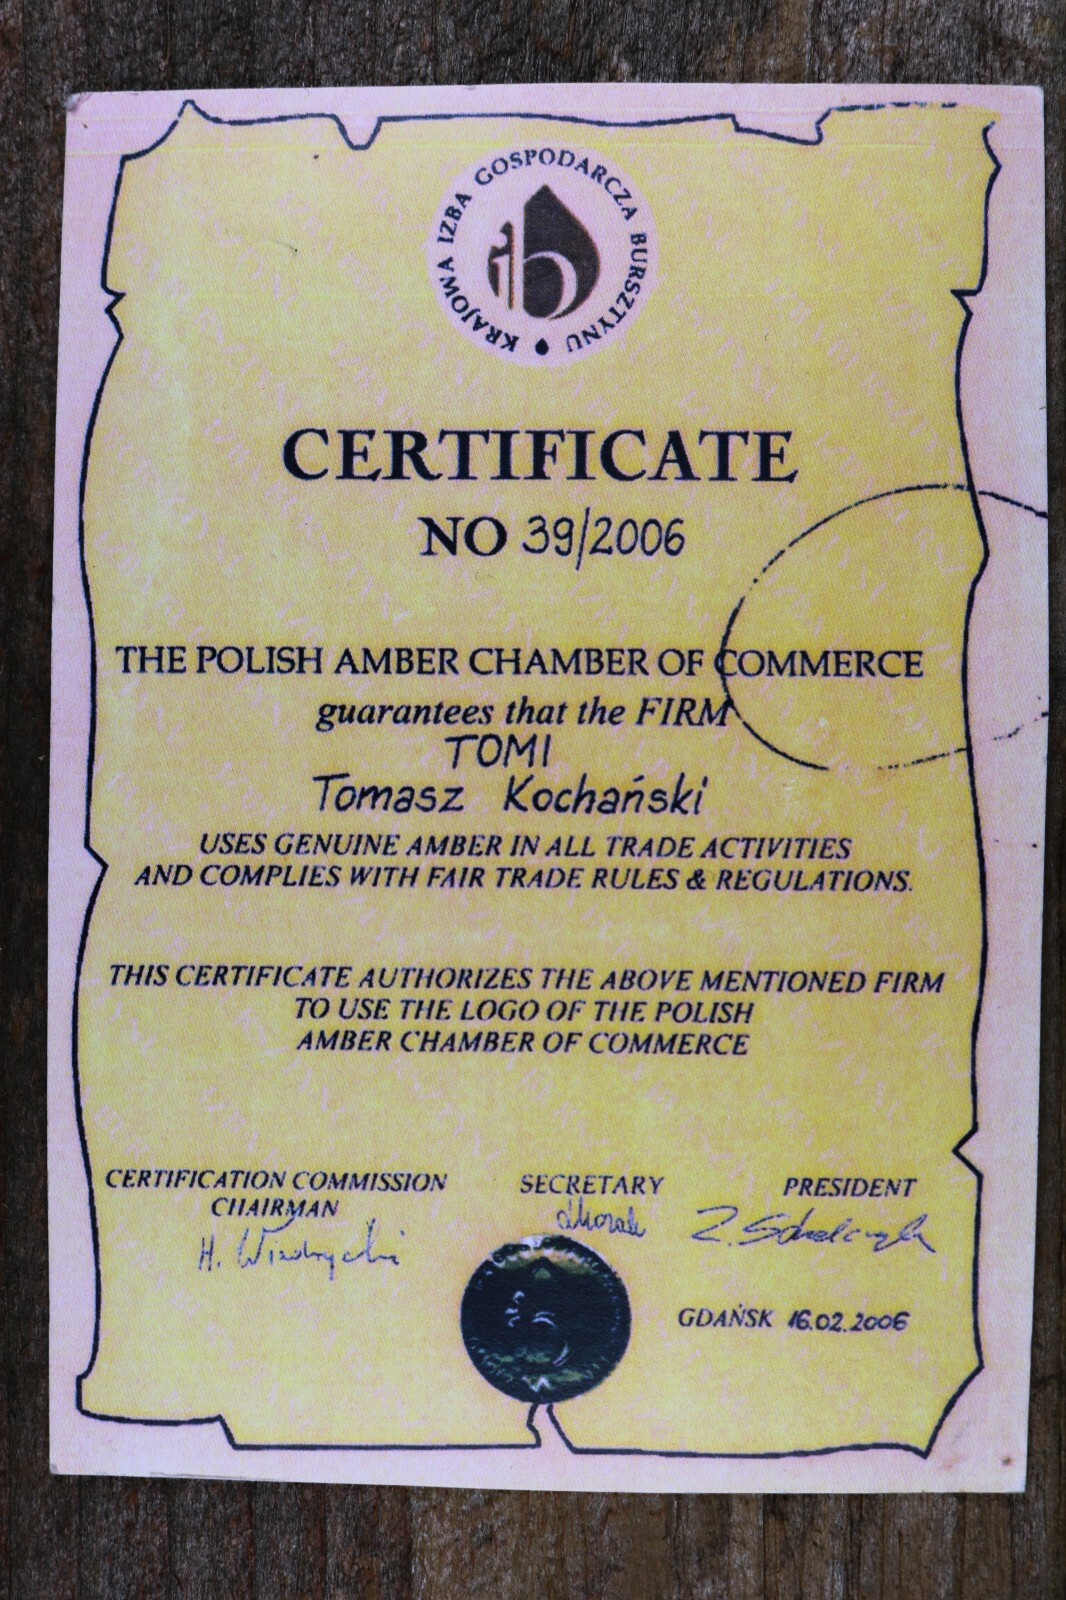 KRAJOWA IZBA GOSPODARCZA BURSZTYNU
CERTIFICATE
NO 39/2006
THE POLISH AMBER CHAMBER OF COMMERCE
guarantees that the FIRM
TOMI
Tomasz Kochański
USES GENUINE AMBER IN ALL TRADE ACTIVITIES
AND COMPLIES WITH FAIR TRADE RULES & REGULATIONS.
THIS CERTIFICATE AUTHORIZES THE ABOVE MENTIONED FIRM
TO USE THE LOGO OF THE POLISH
AMBER CHAMBER OF COMMERCE
CERTIFICATION COMMISSION
CHAIRMAN
SECRETARY
PRESIDENT
GDAŃSK 16.02.2006